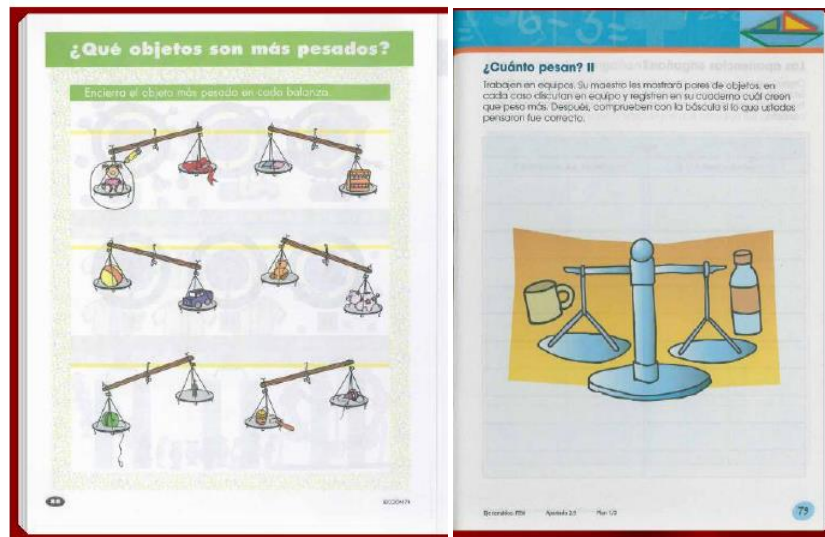 ¿Qué objetos son más pesados?
Encierra el objeto más pesado en cada balanza.
88
¿Cuánto pesan? II
Trabajen en equipos. Su maestro les mostrará pares de objetos, en
cada caso discutan en equipo y registren en su cuaderno cuál creen
que pesa más. Después, comprueben con la báscula si lo que ustedes
pensaron fue correcto.
79